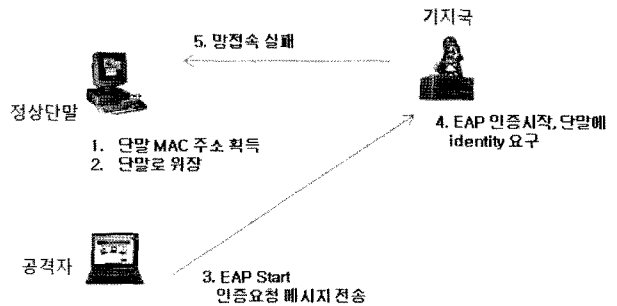 기지국
5. 망접속 실패
정상단말
4. EAP 인증시작, 단말에
identity 요구
1. 단말 MAC 주소 획득
2. 단말로 위장
공격자
3. EAP Start
인증요청 메시지 전송